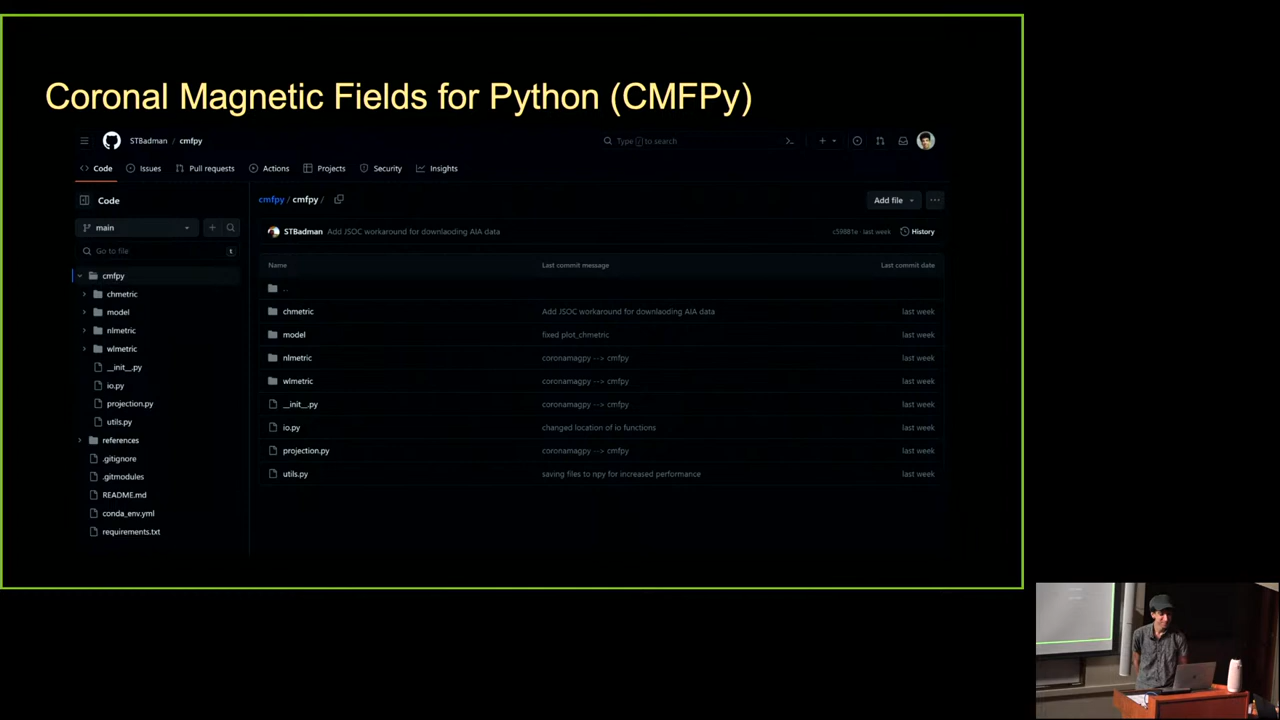 Coronal Magnetic Fields for Python (CMFPy)
STBadman / cmfpy
Type / to search
Code
Issues
Pull requests
Actions
Projects
Security
Insights
Code
cmfpy / cmfpy /
Add file
main
STBadman Add JSOC workaround for downlaoding AIA data
c59881e · last week
History
Go to file
t
Name Last commit message Last commit date
cmfpy
..
chmetric
model
nlmetric
wlmetric
__init__.py
io.py
projection.py
utils.py
references
.gitignore
.gitmodules
README.md
conda_env.yml
requirements.txt
chmetric Add JSOC workaround for downlaoding AIA data last week
model fixed plot_chmetric last week
nlmetric coronamagpy --> cmfpy last week
wlmetric coronamagpy --> cmfpy last week
__init__.py coronamagpy --> cmfpy last week
io.py changed location of io functions last week
projection.py coronamagpy --> cmfpy last week
utils.py saving files to npy for increased performance last week